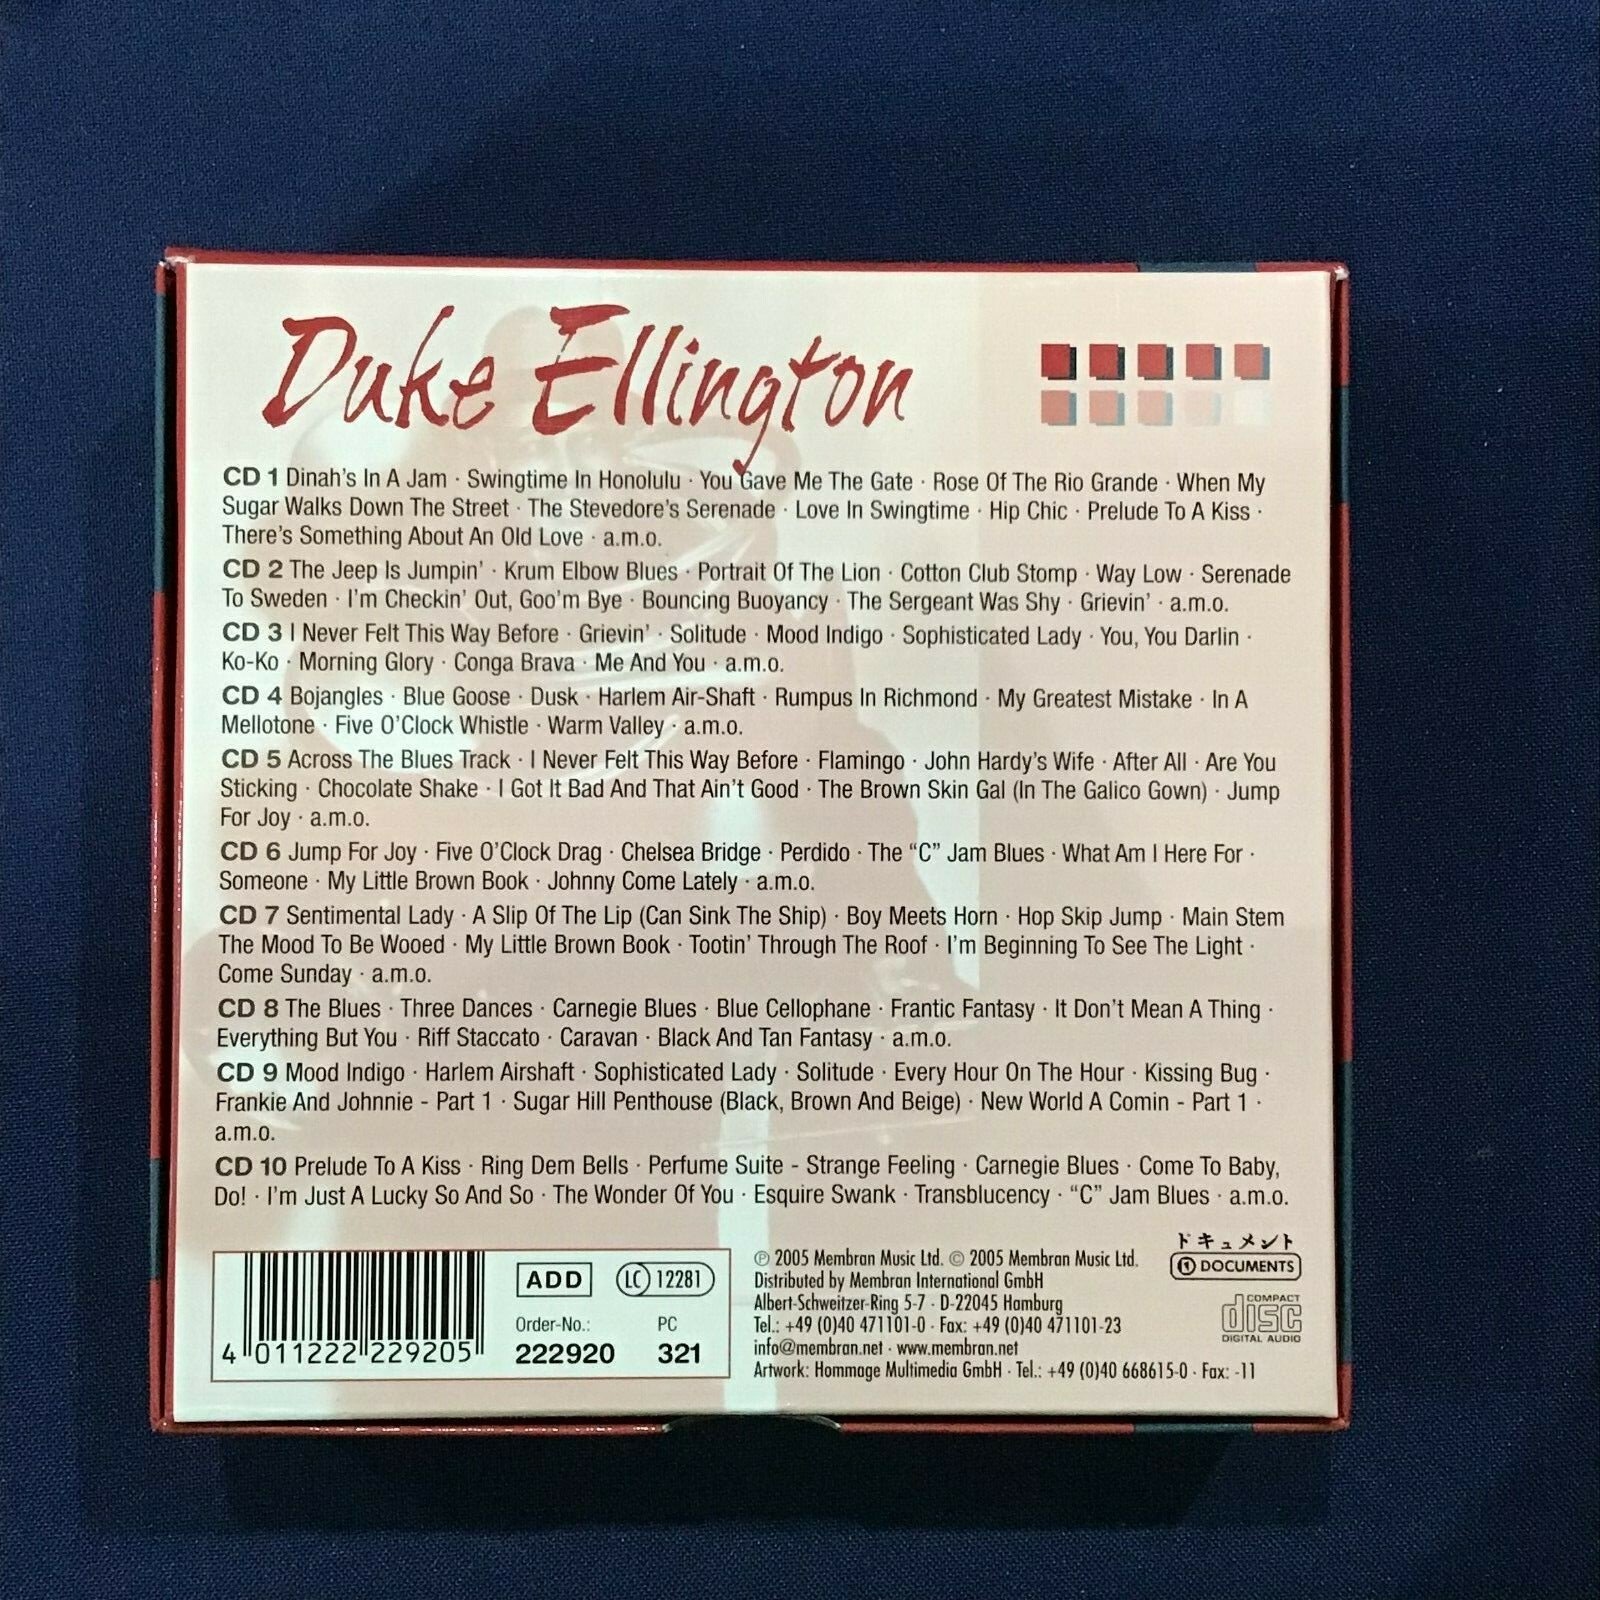 Duke Ellington
CD 1 Dinah's In A Jam · Swingtime In Honolulu · You Gave Me The Gate · Rose Of The Rio Grande · When My
Sugar Walks Down The Street · The Stevedore's Serenade · Love In Swingtime · Hip Chic · Prelude To A Kiss ·
There's Something About An Old Love · a.m.o.
CD 2 The Jeep Is Jumpin' · Krum Elbow Blues · Portrait Of The Lion · Cotton Club Stomp · Way Low · Serenade
To Sweden · I'm Checkin' Out, Goo'm Bye · Bouncing Buoyancy · The Sergeant Was Shy · Grievin' · a.m.o.
CD 3 I Never Felt This Way Before · Grievin' · Solitude · Mood Indigo · Sophisticated Lady · You, You Darlin ·
Ko-Ko · Morning Glory · Conga Brava · Me And You · a.m.o.
CD 4 Bojangles · Blue Goose · Dusk · Harlem Air-Shaft · Rumpus In Richmond · My Greatest Mistake · In A
Mellotone · Five O'Clock Whistle · Warm Valley · a.m.o.
CD 5 Across The Blues Track · I Never Felt This Way Before · Flamingo · John Hardy's Wife · After All · Are You
Sticking · Chocolate Shake · I Got It Bad And That Ain't Good · The Brown Skin Gal (In The Galico Gown) · Jump
For Joy · a.m.o.
CD 6 Jump For Joy · Five O'Clock Drag · Chelsea Bridge · Perdido · The “C” Jam Blues · What Am I Here For ·
Someone · My Little Brown Book · Johnny Come Lately · a.m.o.
CD 7 Sentimental Lady · A Slip Of The Lip (Can Sink The Ship) · Boy Meets Horn · Hop Skip Jump · Main Stem
The Mood To Be Wooed · My Little Brown Book · Tootin' Through The Roof · I'm Beginning To See The Light ·
Come Sunday · a.m.o.
CD 8 The Blues · Three Dances · Carnegie Blues · Blue Cellophane · Frantic Fantasy · It Don't Mean A Thing ·
Everything But You · Riff Staccato · Caravan · Black And Tan Fantasy · a.m.o.
CD 9 Mood Indigo · Harlem Airshaft · Sophisticated Lady · Solitude · Every Hour On The Hour · Kissing Bug ·
Frankie And Johnnie - Part 1 · Sugar Hill Penthouse (Black, Brown And Beige) · New World A Comin - Part 1 ·
a.m.o.
CD 10 Prelude To A Kiss · Ring Dem Bells · Perfume Suite - Strange Feeling · Carnegie Blues · Come To Baby,
Do! · I'm Just A Lucky So And So · The Wonder Of You · Esquire Swank · Transblucency · “C” Jam Blues · a.m.o.
4 011222 229205
ADD
LC 12281
Order-No.: PC
222920 321
℗ 2005 Membran Music Ltd. © 2005 Membran Music Ltd.
Distributed by Membran International GmbH
Albert-Schweitzer-Ring 5-7 · D-22045 Hamburg
Tel.: +49 (0)40 471101-0 · Fax: +49 (0)40 471101-23
info@membran.net · www.membran.net
Artwork: Hommage Multimedia GmbH · Tel.: +49 (0)40 668615-0 · Fax: -11
ドキュメント
DOCUMENTS
COMPACT
disc
DIGITAL AUDIO